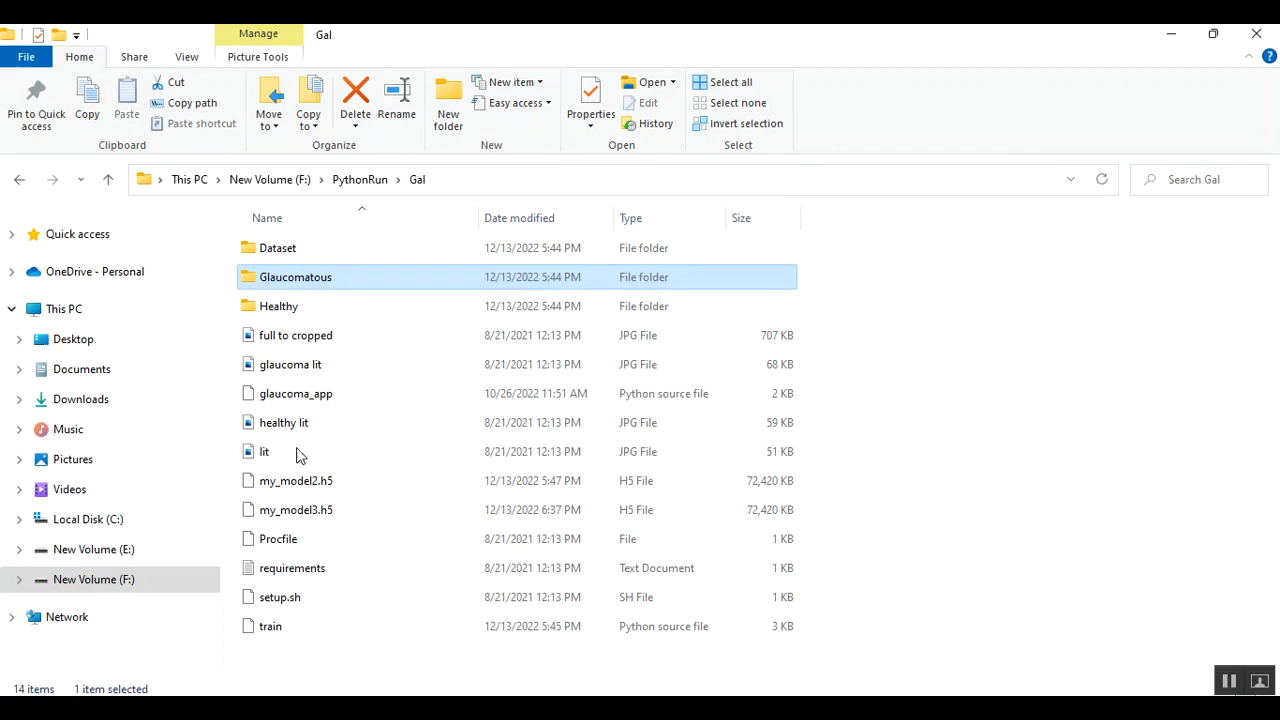 Manage
Gal
File
Home
Share
View
Picture Tools
Pin to Quick access
Copy
Paste
Cut
Copy path
Paste shortcut
Clipboard
Move to
Copy to
Delete
Rename
Organize
New folder
New item
Easy access
New
Properties
Open
Edit
History
Open
Select all
Select none
Invert selection
Select
This PC
New Volume (F:)
PythonRun
Gal
Search Gal
Quick access
OneDrive - Personal
This PC
Desktop
Documents
Downloads
Music
Pictures
Videos
Local Disk (C:)
New Volume (E:)
New Volume (F:)
Network
Name Date modified Type Size
Dataset 12/13/2022 5:44 PM File folder
Glaucomatous 12/13/2022 5:44 PM File folder
Healthy 12/13/2022 5:44 PM File folder
full to cropped 8/21/2021 12:13 PM JPG File 707 KB
glaucoma lit 8/21/2021 12:13 PM JPG File 68 KB
glaucoma_app 10/26/2022 11:51 AM Python source file 2 KB
healthy lit 8/21/2021 12:13 PM JPG File 59 KB
lit 8/21/2021 12:13 PM JPG File 51 KB
my_model2.h5 12/13/2022 5:47 PM H5 File 72,420 KB
my_model3.h5 12/13/2022 6:37 PM H5 File 72,420 KB
Procfile 8/21/2021 12:13 PM File 1 KB
requirements 8/21/2021 12:13 PM Text Document 1 KB
setup.sh 8/21/2021 12:13 PM SH File 1 KB
train 12/13/2022 5:45 PM Python source file 3 KB
14 items 1 item selected